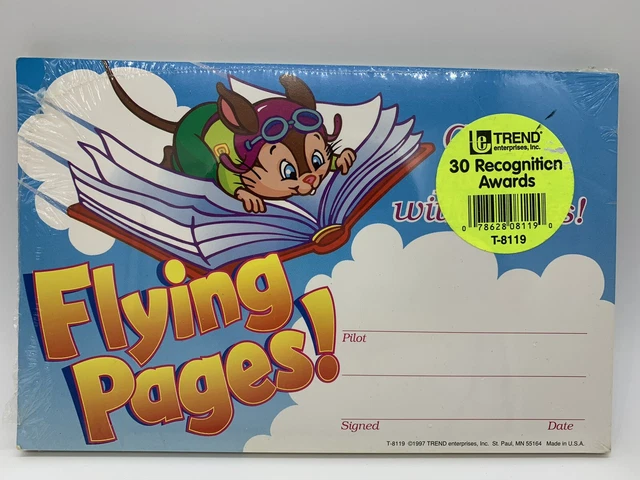 Flying
Pages!
TREND
enterprises, Inc.
30 Recognition
Awards
0 78628 08119 0
T-8119
Pilot
Signed Date
T-8119 ©1997 TREND enterprises, Inc. St. Paul, MN 55164 Made in U.S.A.